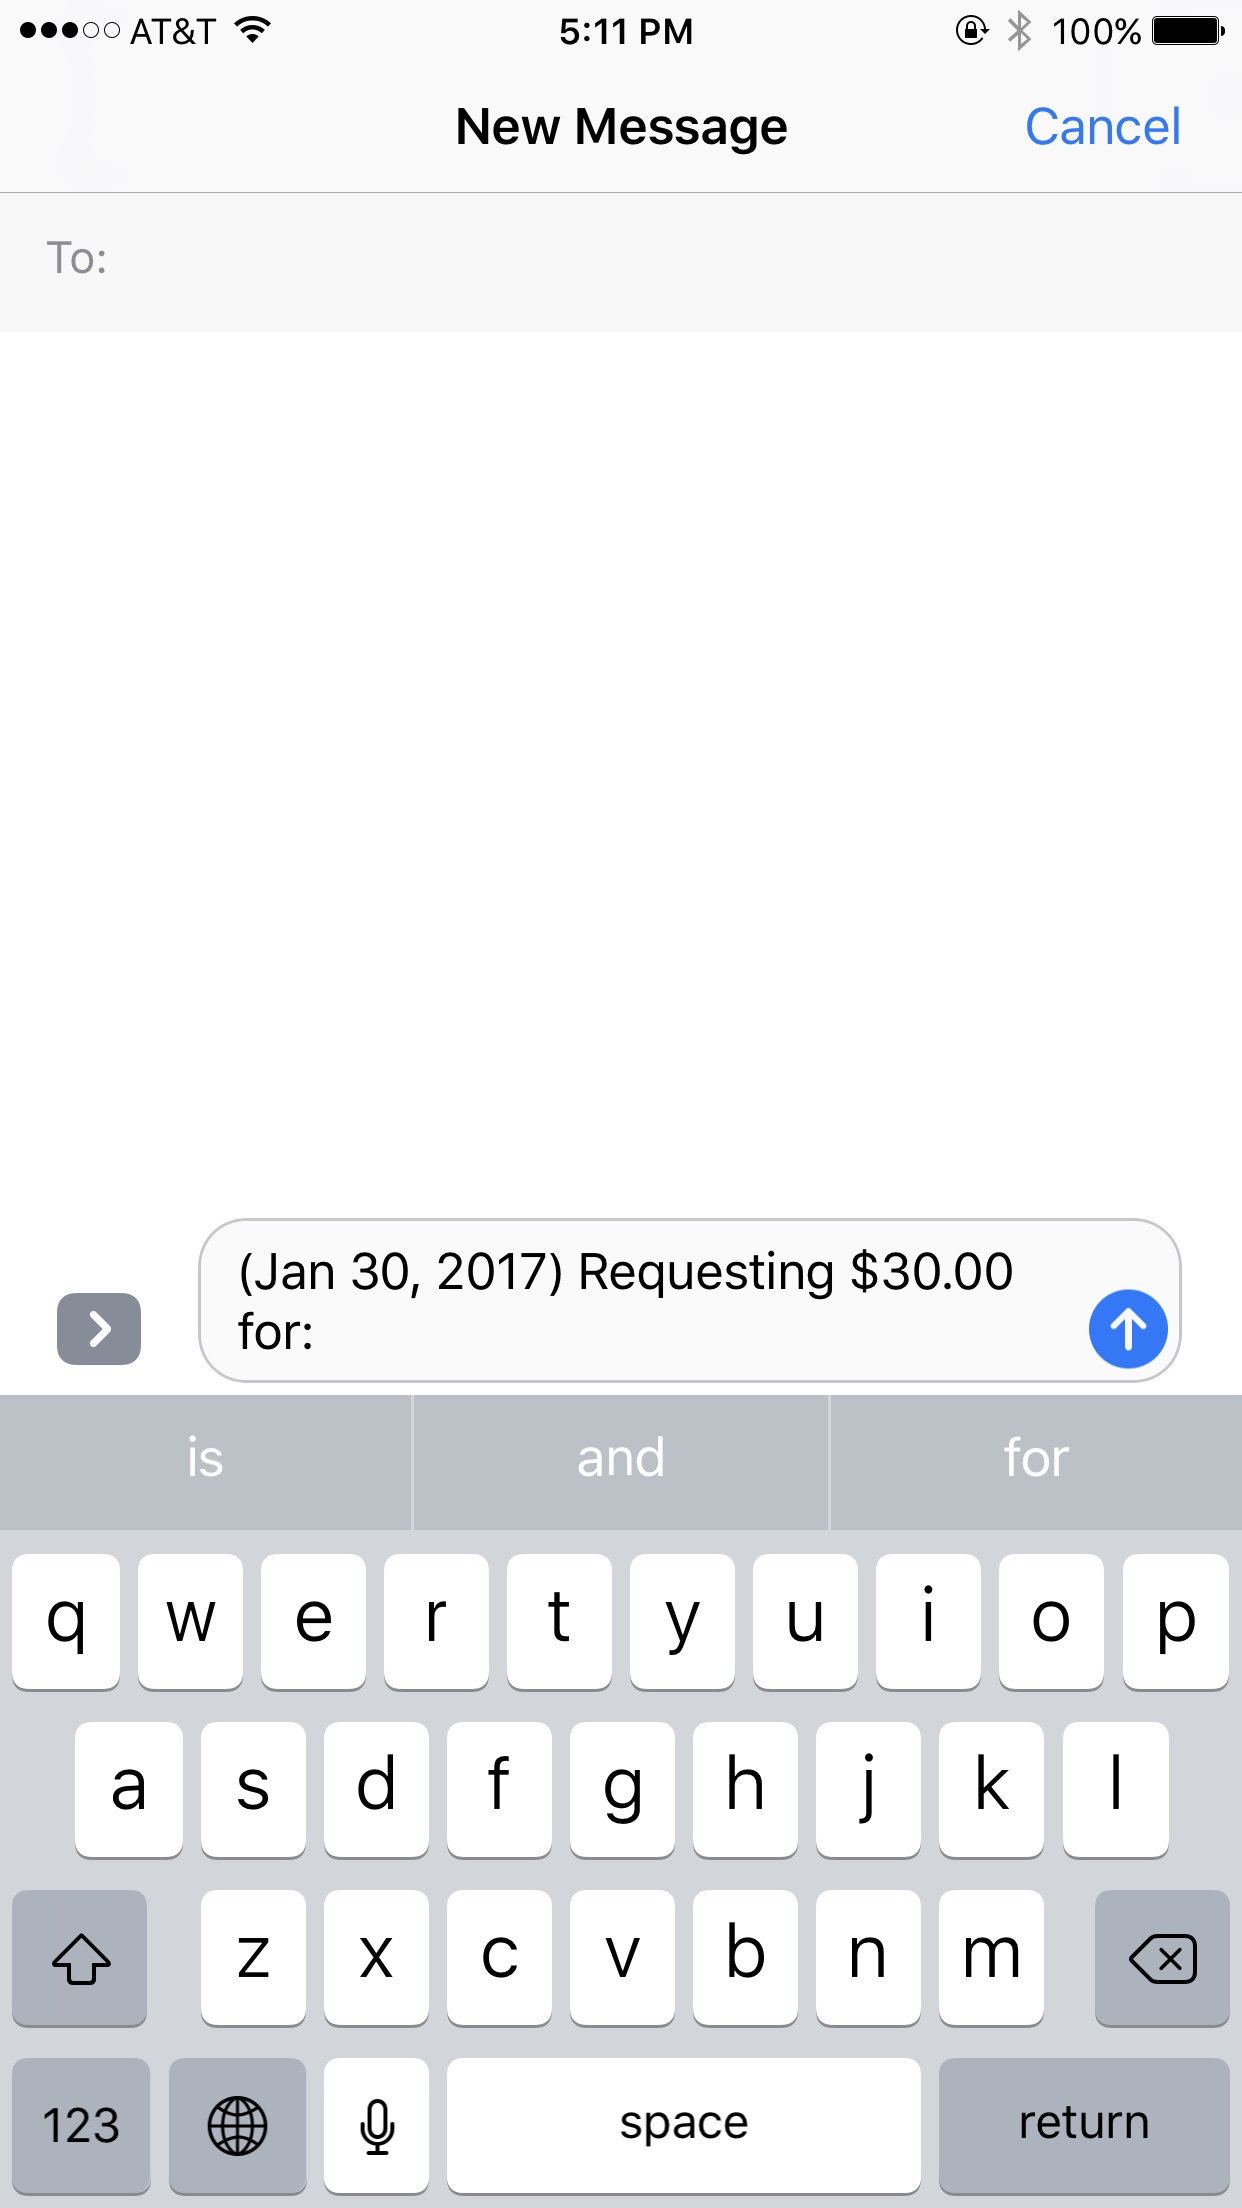 AT&T 5:11 PM 100%
New Message Cancel
To:
(Jan 30, 2017) Requesting $30.00
for:
is and for
q w e r t y u i o p
a s d f g h j k l
z x c v b n m
123 space return